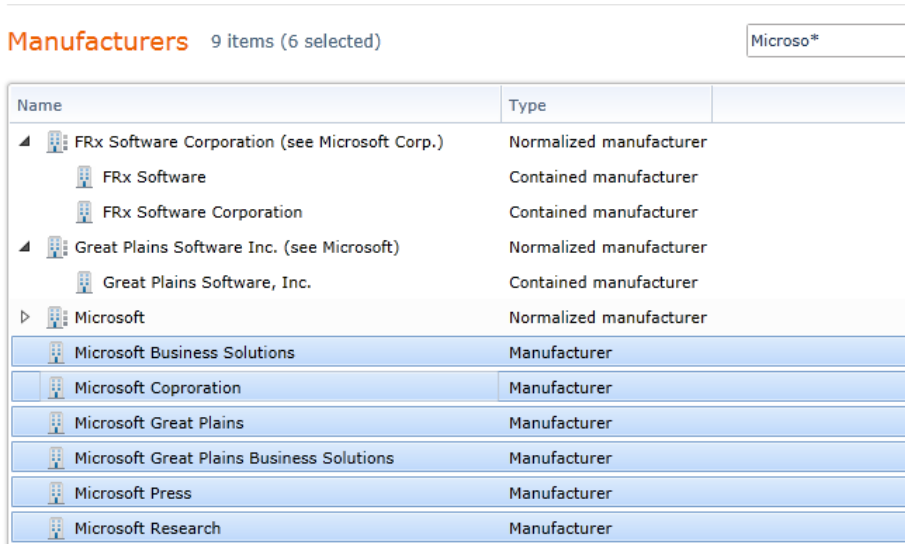 Manufacturers 9 items (6 selected) Microso*
Name Type
FRx Software Corporation (see Microsoft Corp.) Normalized manufacturer
FRx Software Contained manufacturer
FRx Software Corporation Contained manufacturer
Great Plains Software Inc. (see Microsoft) Normalized manufacturer
Great Plains Software, Inc. Contained manufacturer
Microsoft Normalized manufacturer
Microsoft Business Solutions Manufacturer
Microsoft Coproration Manufacturer
Microsoft Great Plains Manufacturer
Microsoft Great Plains Business Solutions Manufacturer
Microsoft Press Manufacturer
Microsoft Research Manufacturer